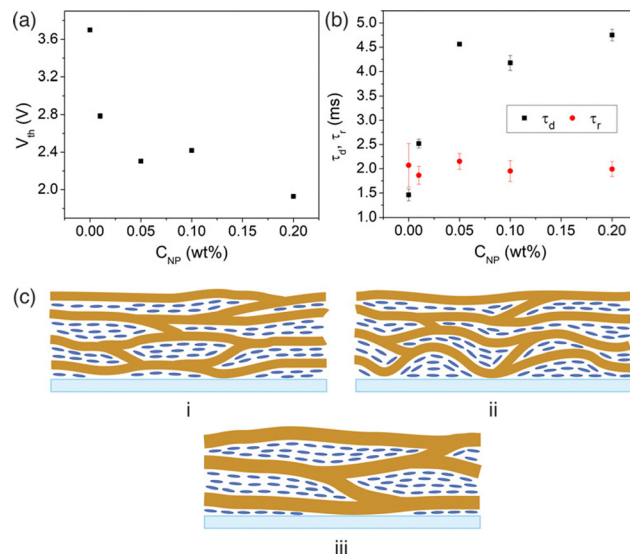 (a)
3.6
3.2
2.8
2.4
2.0
V_th (V)
0.00 0.05 0.10 0.15 0.20
C_NP (wt%)
(b)
5.0
4.5
4.0
3.5
3.0
2.5
2.0
1.5
1.0
τ_d, τ_r (ms)
τ_d τ_r
0.00 0.05 0.10 0.15 0.20
C_NP (wt%)
(c)
i
ii
iii